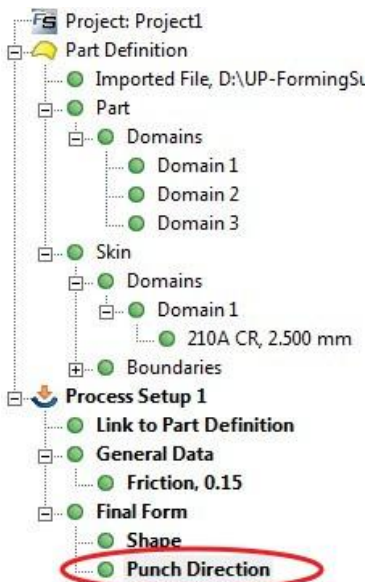 FS Project: Project1
Part Definition
Imported File, D:\UP-FormingSu
Part
Domains
Domain 1
Domain 2
Domain 3
Skin
Domains
Domain 1
210A CR, 2.500 mm
Boundaries
Process Setup 1
Link to Part Definition
General Data
Friction, 0.15
Final Form
Shape
Punch Direction